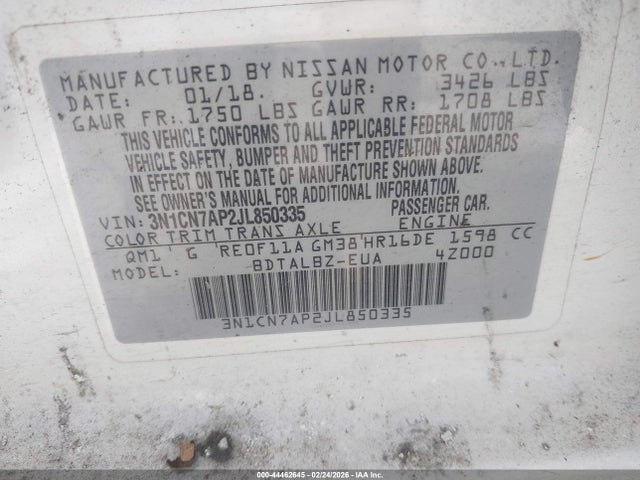 MANUFACTURED BY NISSAN MOTOR CO., LTD.
DATE: 01/18. GVWR: 3426 LBS
GAWR FR: 1750 LBS GAWR RR: 1708 LBS
THIS VEHICLE CONFORMS TO ALL APPLICABLE FEDERAL MOTOR
VEHICLE SAFETY, BUMPER AND THEFT PREVENTION STANDARDS
IN EFFECT ON THE DATE OF MANUFACTURE SHOWN ABOVE.
SEE OWNER'S MANUAL FOR ADDITIONAL INFORMATION.
VIN: 3N1CN7AP2JL850335 PASSENGER CAR.
COLOR TRIM TRANS AXLE ENGINE
QM1 G RE0F11A GM38 HR16DE 1598 CC
MODEL: BDTALBZ-EUA 4Z000
3N1CN7AP2JL850335
000-44462645 - 02/24/2026 - IAAI.com